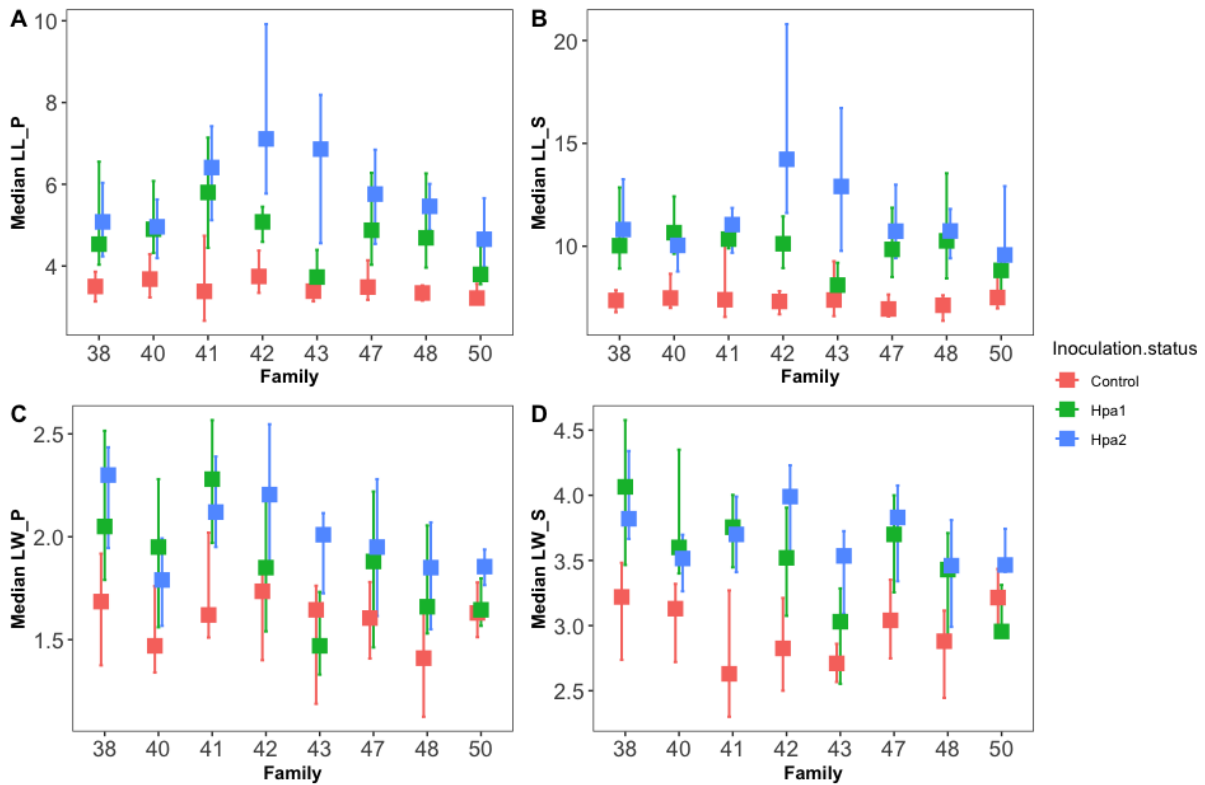 A
Median LL_P
10
8
6
4
38 40 41 42 43 47 48 50
Family
B
Median LL_S
20
15
10
38 40 41 42 43 47 48 50
Family
C
Median LW_P
2.5
2.0
1.5
38 40 41 42 43 47 48 50
Family
D
Median LW_S
4.5
4.0
3.5
3.0
2.5
38 40 41 42 43 47 48 50
Family
Inoculation.status
Control
Hpa1
Hpa2